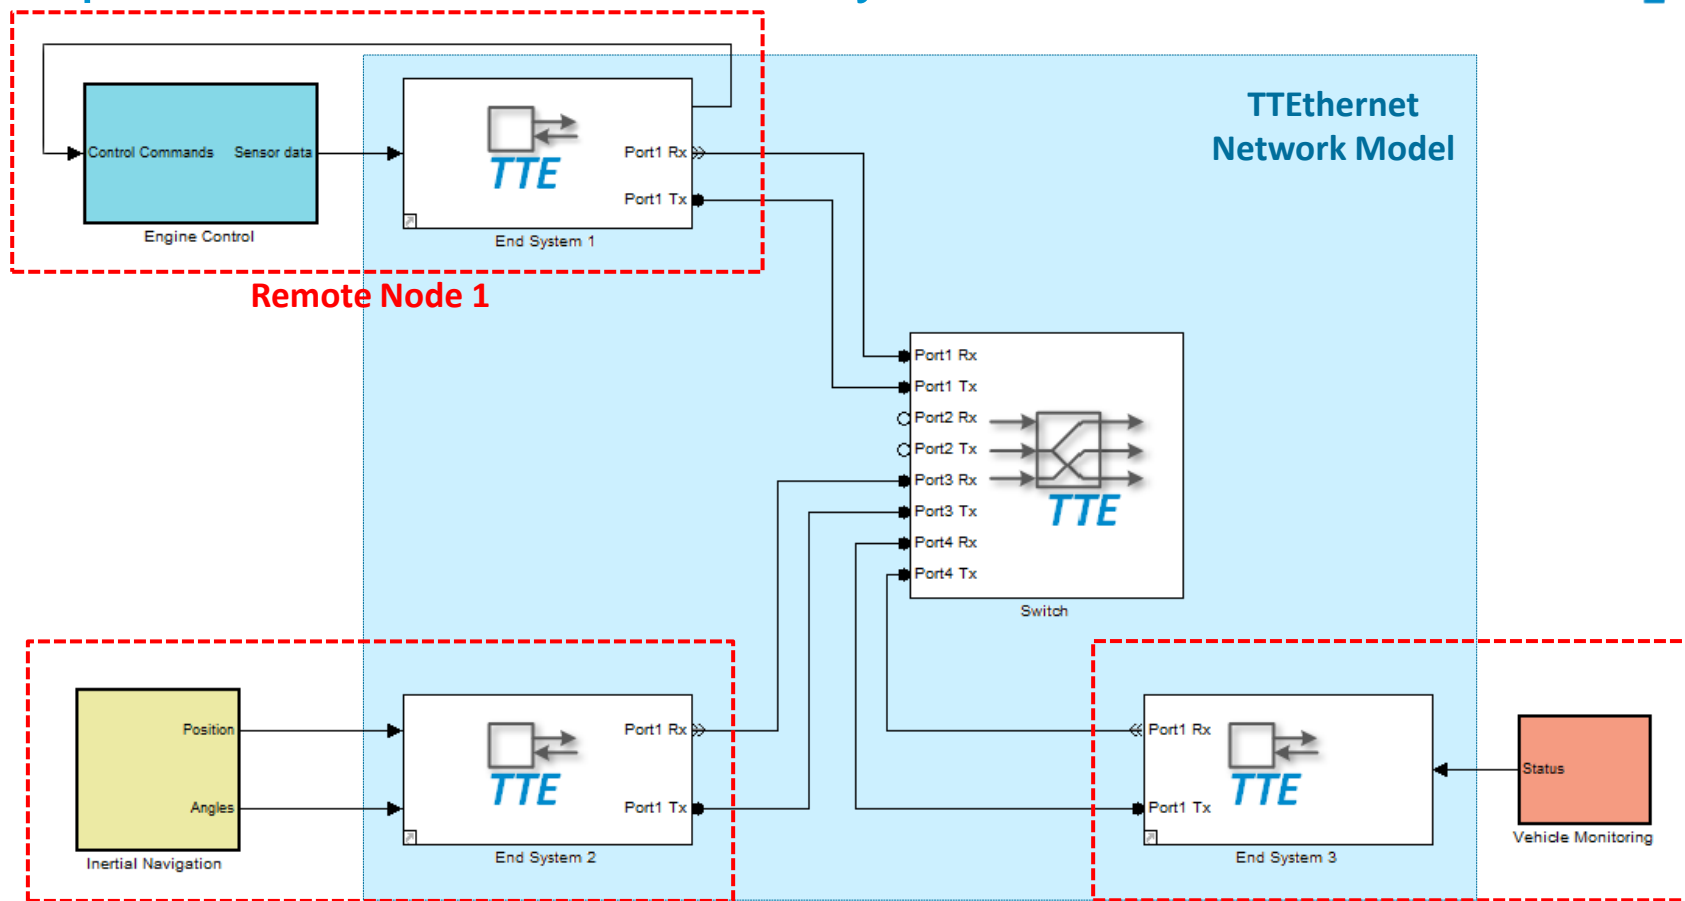 TTEthernet
Network Model
Control Commands Sensor data
Engine Control
TTE
Port1 Rx
Port1 Tx
End System 1
Remote Node 1
Port1 Rx
Port1 Tx
Port2 Rx
Port2 Tx
Port3 Rx
Port3 Tx
Port4 Rx
Port4 Tx
TTE
Switch
Position
Angles
Inertial Navigation
TTE
Port1 Rx
Port1 Tx
End System 2
Port1 Rx
Port1 Tx
TTE
End System 3
Status
Vehicle Monitoring